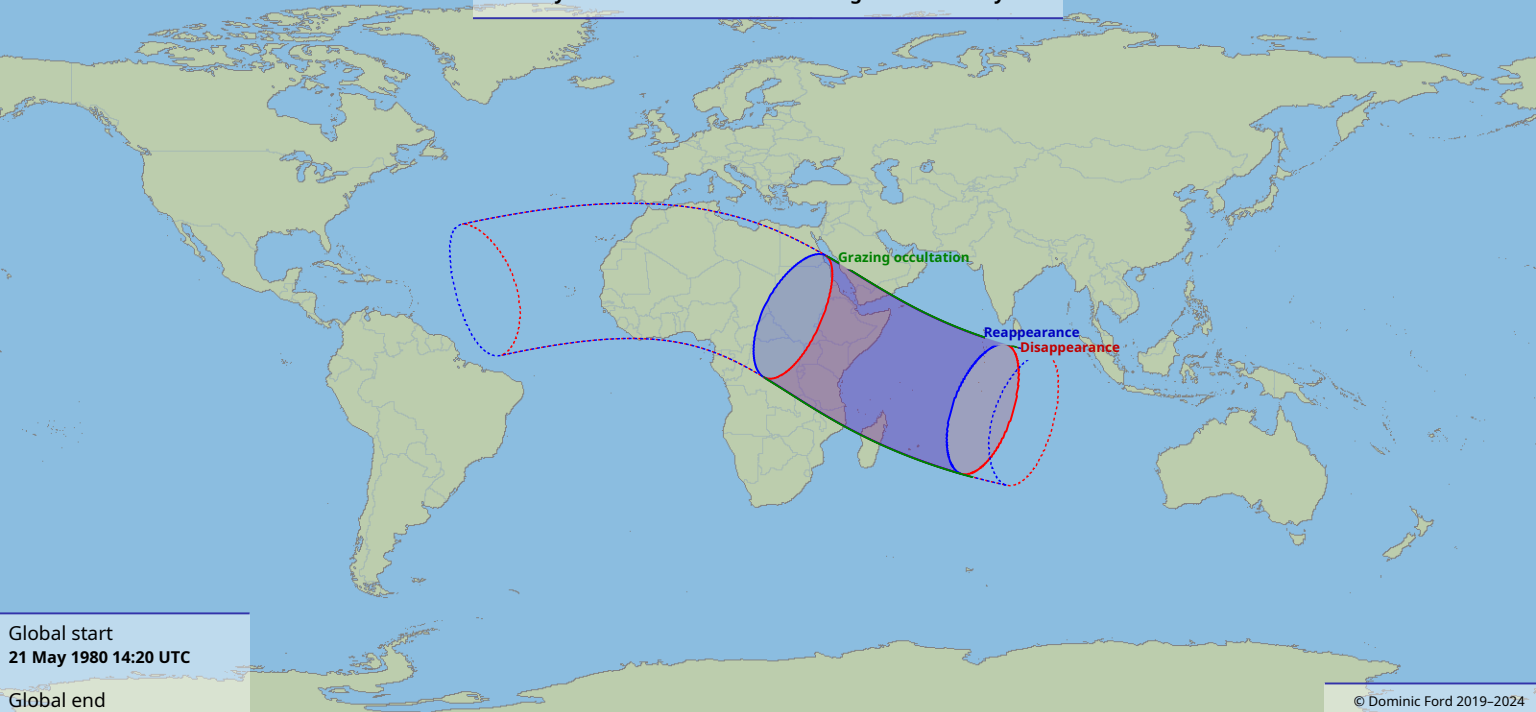 Grazing occultation
Reappearance
Disappearance
Global start
21 May 1980 14:20 UTC
Global end
© Dominic Ford 2019–2024